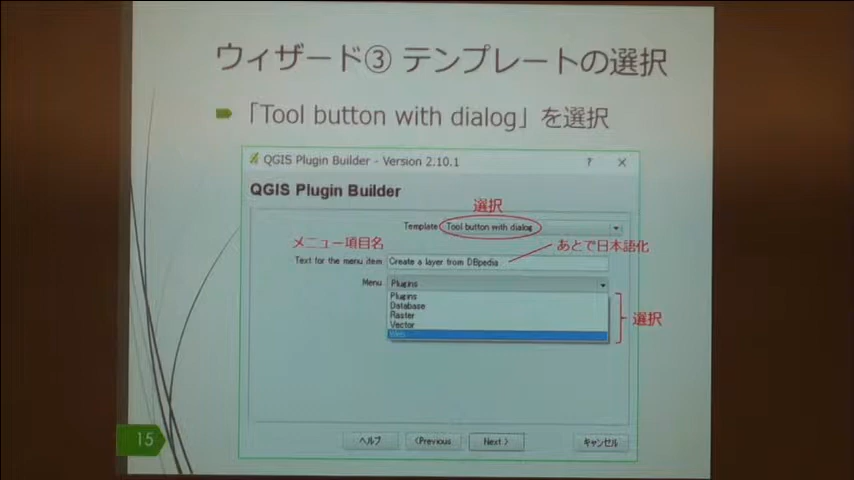 ウィザード③ テンプレートの選択
「Tool button with dialog」を選択
QGIS Plugin Builder - Version 2.10.1
QGIS Plugin Builder
選択
Template Tool button with dialog
メニュー項目名
あとで日本語化
Text for the menu item Create a layer from DBpedia
Menu Plugins
Plugins
Database
Raster
Vector
Web
選択
15
ヘルプ <Previous Next > キャンセル